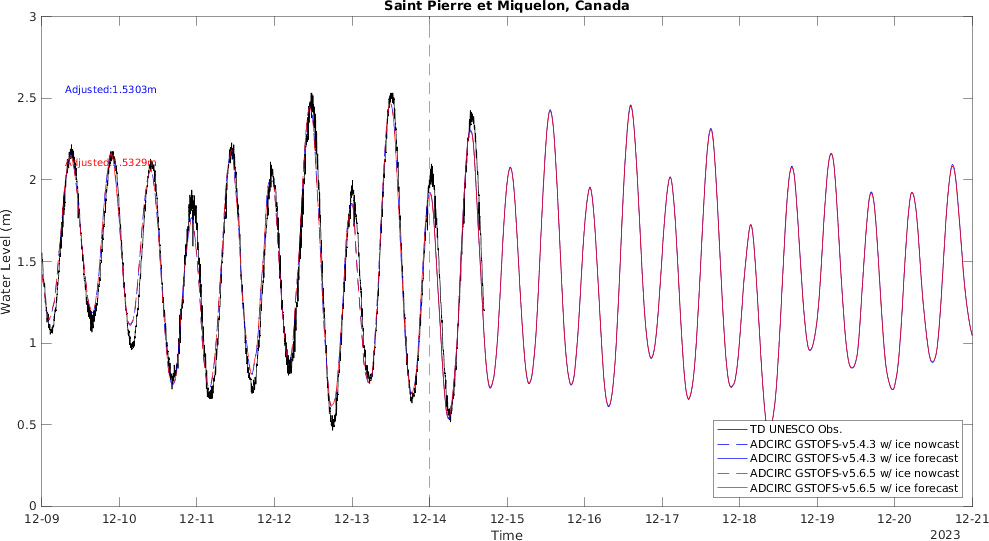 Saint Pierre et Miquelon, Canada
3
2.5
2
1.5
1
0.5
0
Water Level (m)
Adjusted:1.5303m
Adjusted:1.5329m
TD UNESCO Obs.
ADCIRC GSTOFS-v5.4.3 w/ ice nowcast
ADCIRC GSTOFS-v5.4.3 w/ ice forecast
ADCIRC GSTOFS-v5.6.5 w/ ice nowcast
ADCIRC GSTOFS-v5.6.5 w/ ice forecast
12-09 12-10 12-11 12-12 12-13 12-14 12-15 12-16 12-17 12-18 12-19 12-20 12-21
Time
2023